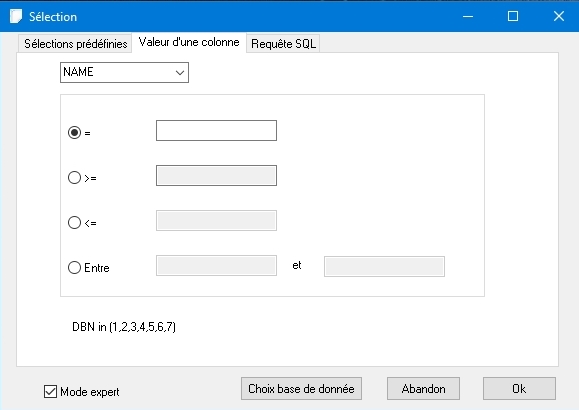 Sélection
Sélections prédéfinies Valeur d'une colonne Requête SQL
NAME
=
>=
<=
Entre et
DBN in (1,2,3,4,5,6,7)
Mode expert Choix base de donnée Abandon Ok